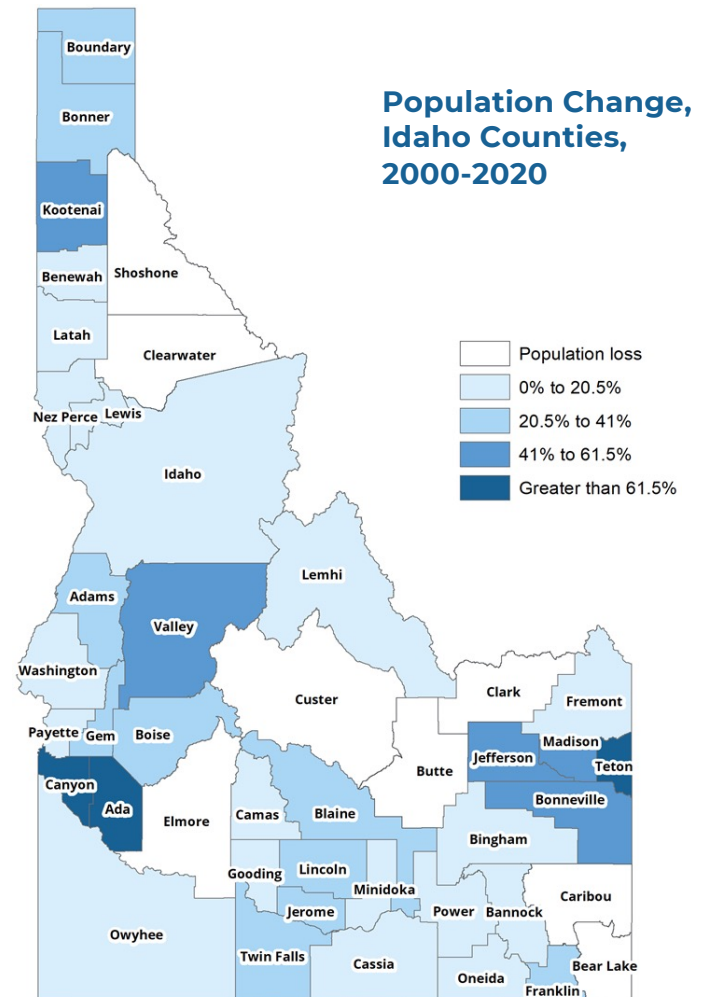 Boundary
Population Change,
Idaho Counties,
2000-2020
Bonner
Kootenai
Benewah
Shoshone
Latah
Clearwater
Population loss
0% to 20.5%
20.5% to 41%
41% to 61.5%
Greater than 61.5%
Nez Perce
Lewis
Idaho
Lemhi
Adams
Valley
Washington
Custer
Clark
Fremont
Payette
Gem
Boise
Madison
Jefferson
Teton
Butte
Canyon
Ada
Bonneville
Elmore
Camas
Blaine
Bingham
Gooding
Lincoln
Minidoka
Caribou
Jerome
Power
Bannock
Owyhee
Twin Falls
Cassia
Bear Lake
Oneida
Franklin